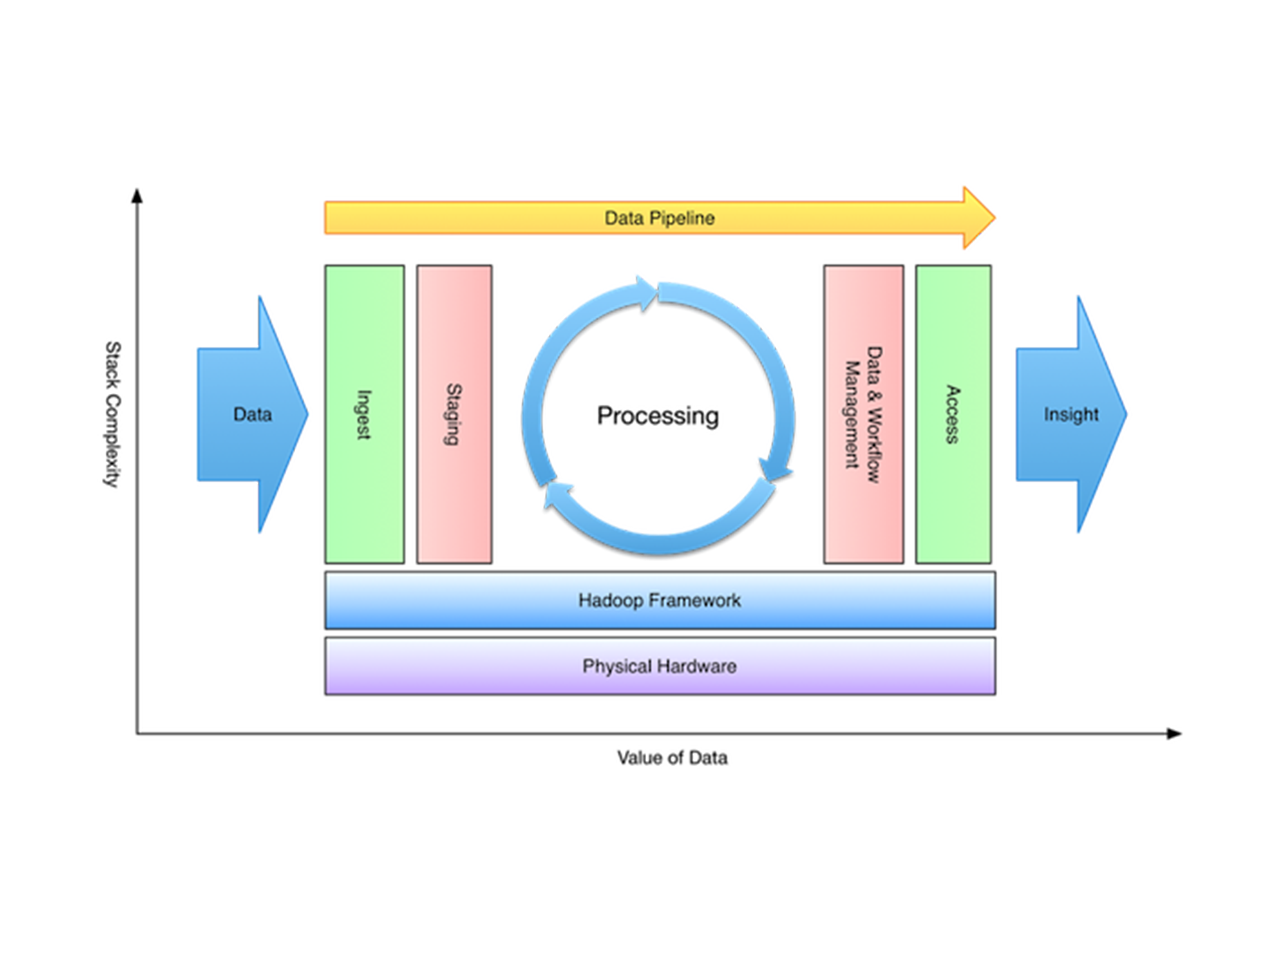 Data Pipeline
Stack Complexity
Data
Ingest
Staging
Processing
Data & Workflow
Management
Access
Insight
Hadoop Framework
Physical Hardware
Value of Data